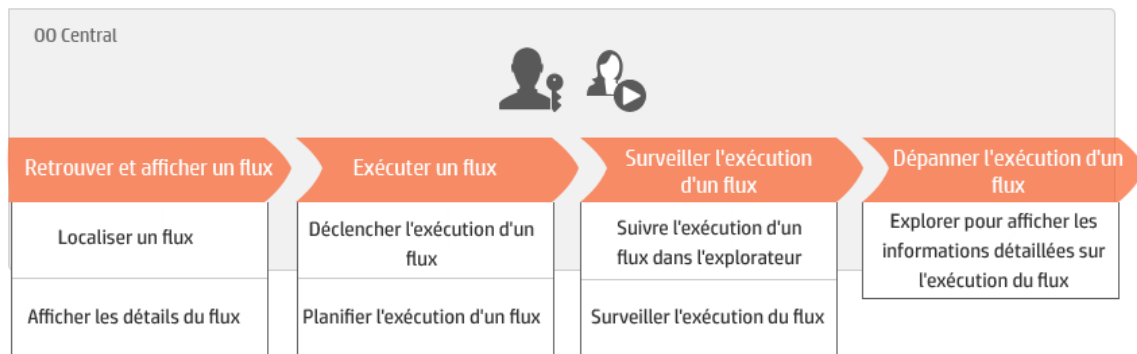 OO Central
Retrouver et afficher un flux
Exécuter un flux
Surveiller l'exécution
d'un flux
Dépanner l'exécution d'un
flux
Localiser un flux
Afficher les détails du flux
Déclencher l'exécution d'un
flux
Planifier l'exécution d'un flux
Suivre l'exécution d'un
flux dans l'explorateur
Surveiller l'exécution du flux
Explorer pour afficher les
informations détaillées sur
l'exécution du flux